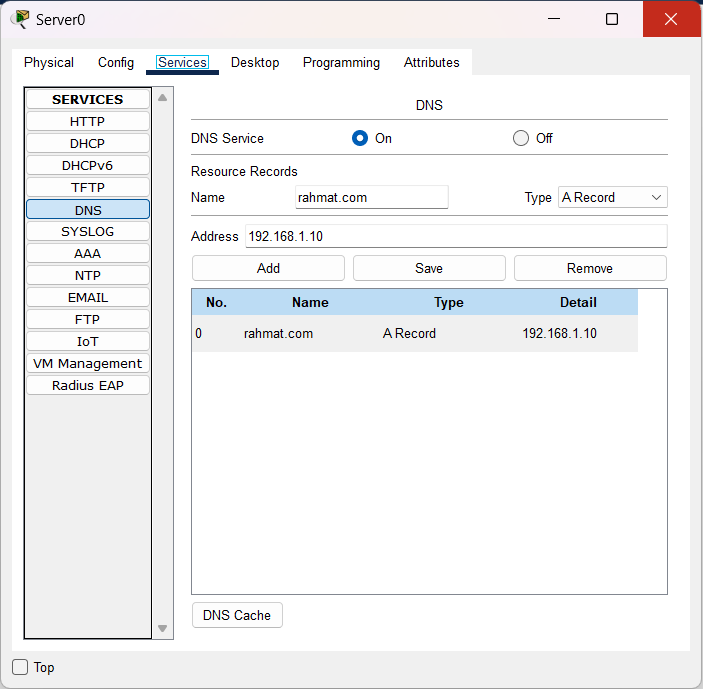 Server0
Physical Config Services Desktop Programming Attributes
SERVICES
HTTP
DHCP
DHCPv6
TFTP
DNS
SYSLOG
AAA
NTP
EMAIL
FTP
IoT
VM Management
Radius EAP
DNS
DNS Service On Off
Resource Records
Name rahmat.com Type A Record
Address 192.168.1.10
Add Save Remove
No. Name Type Detail
0 rahmat.com A Record 192.168.1.10
DNS Cache
Top